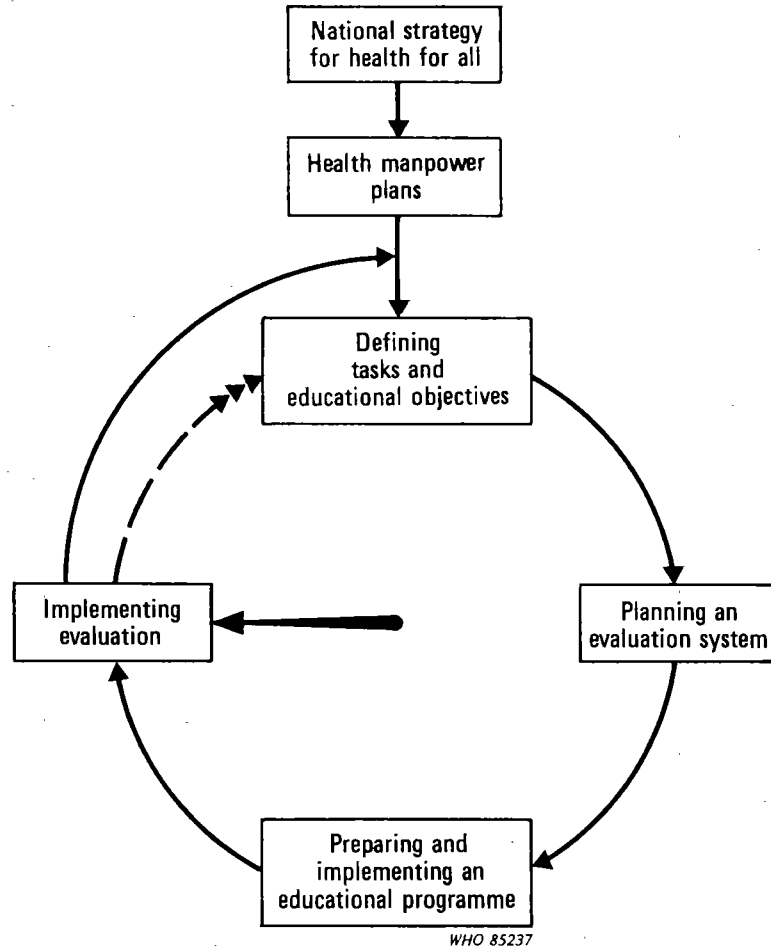 National strategy
for health for all
Health manpower
plans
Defining
tasks and
educational objectives
Implementing
evaluation
Planning an
evaluation system
Preparing and
implementing an
educational programme
WHO 85237